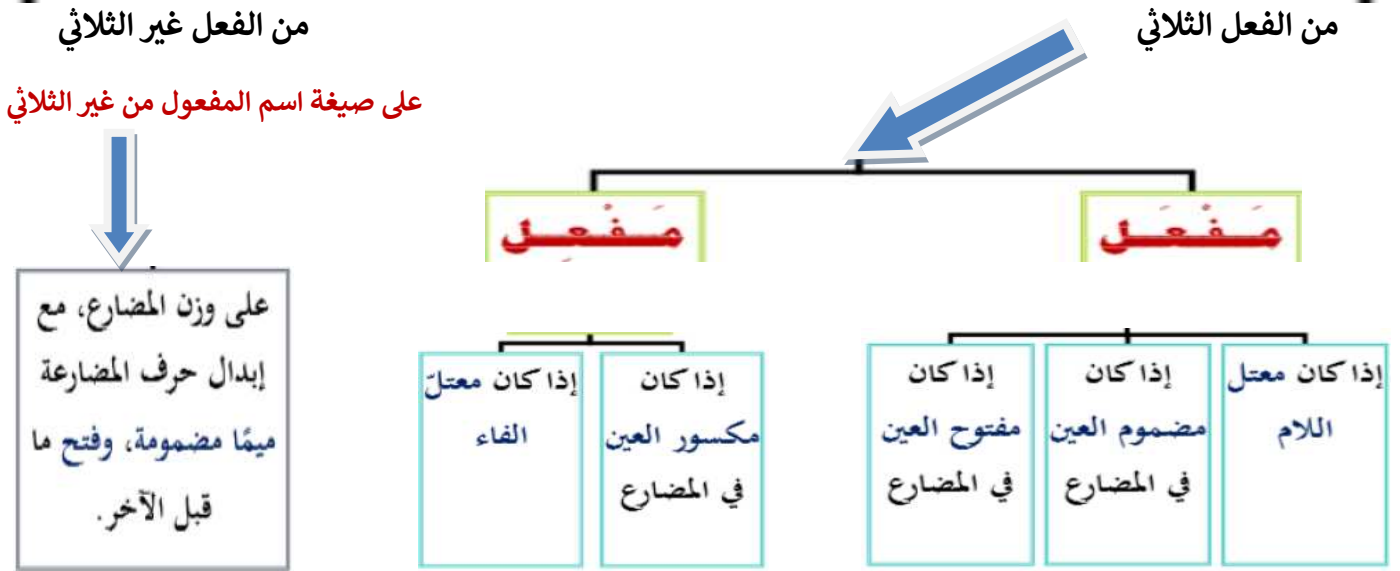 من الفعل الثلاثي
من الفعل غير الثلاثي
على صيغة اسم المفعول من غير الثلاثي
مَفْعَل
مَفْعِل
إذا كان معتل
اللام
إذا كان
مضموم العين
في المضارع
إذا كان
مفتوح العين
في المضارع
إذا كان
مكسور العين
في المضارع
إذا كان معتلّ
الفاء
على وزن المضارع، مع
إبدال حرف المضارعة
ميمًا مضمومة، وفتح ما
قبل الآخر.